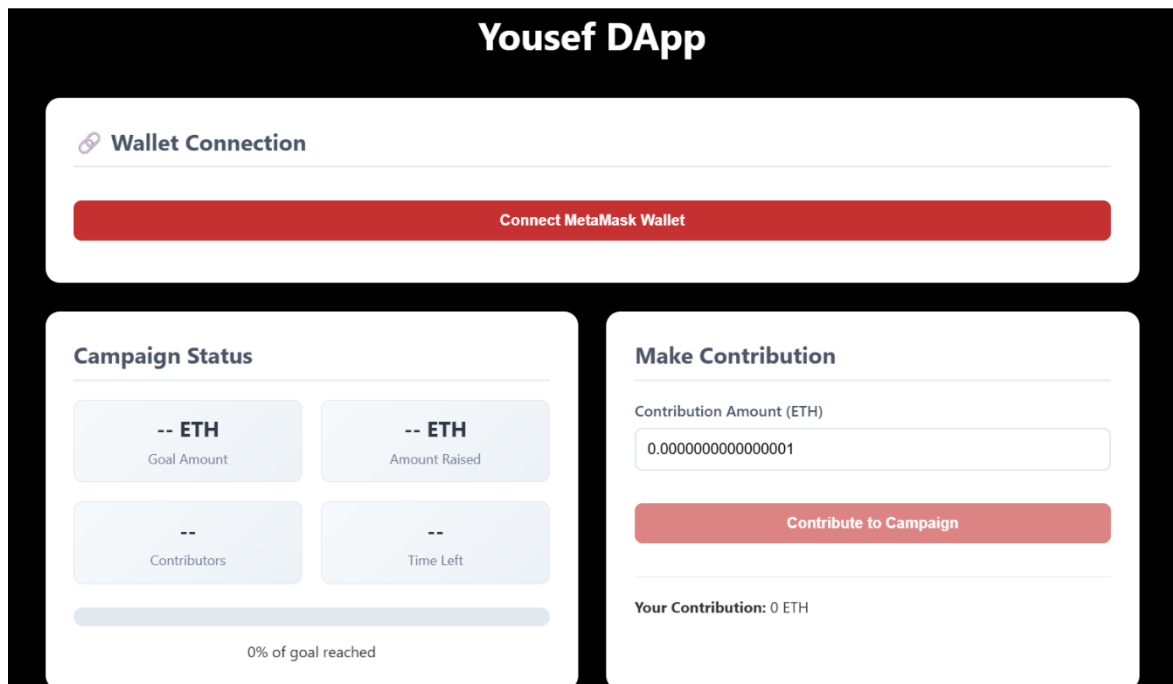 Yousef DApp
Wallet Connection
Connect MetaMask Wallet
Campaign Status
-- ETH
Goal Amount
-- ETH
Amount Raised
--
Contributors
--
Time Left
0% of goal reached
Make Contribution
Contribution Amount (ETH)
0.0000000000000001
Contribute to Campaign
Your Contribution: 0 ETH